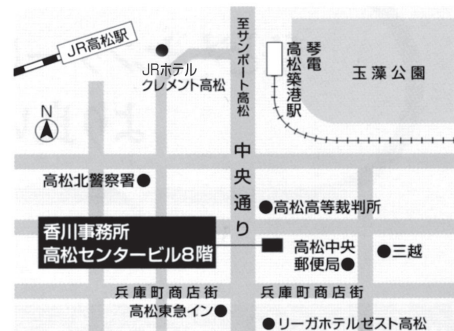 JR高松駅
JRホテル
クレメント高松
至サンポート高松
琴電
高松築港駅
玉藻公園
N
中央通り
高松北警察署
高松高等裁判所
香川事務所
高松センタービル8階
高松中央
郵便局
三越
兵庫町商店街
兵庫町商店街
高松東急イン
リーガホテルゼスト高松